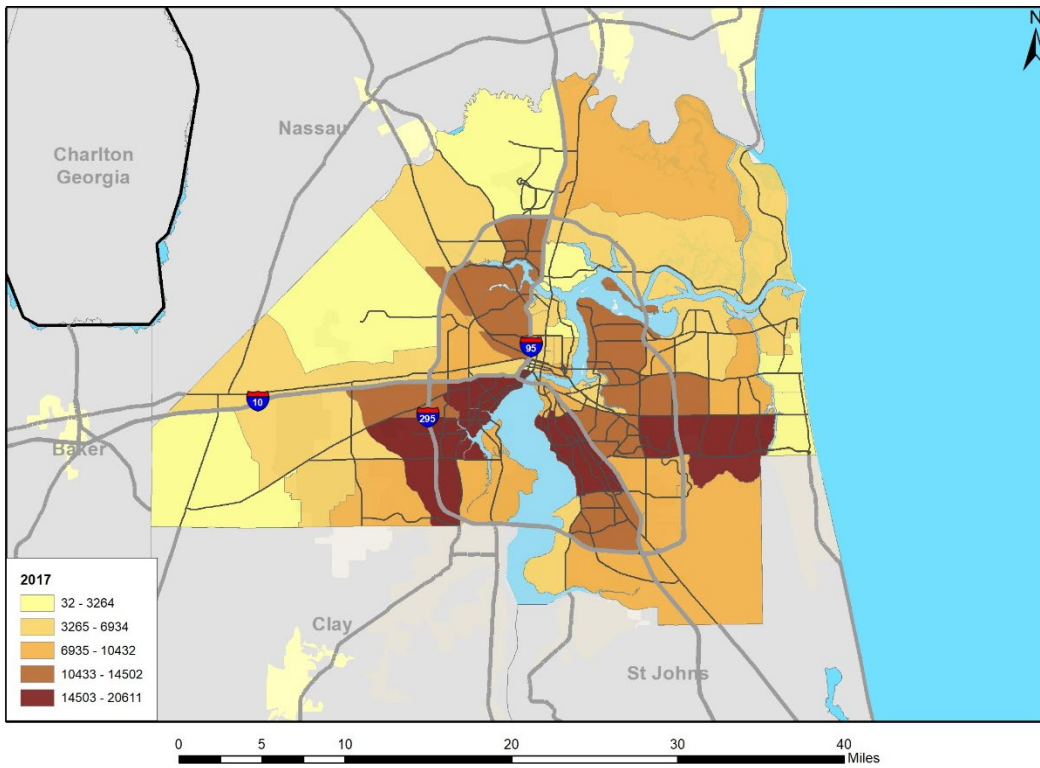 N
Nassau
Charlton
Georgia
95
10
295
Baker
2017
32 - 3264
3265 - 6934
6935 - 10432
10433 - 14502
14503 - 20611
Clay
St Johns
0 5 10 20 30 40
Miles